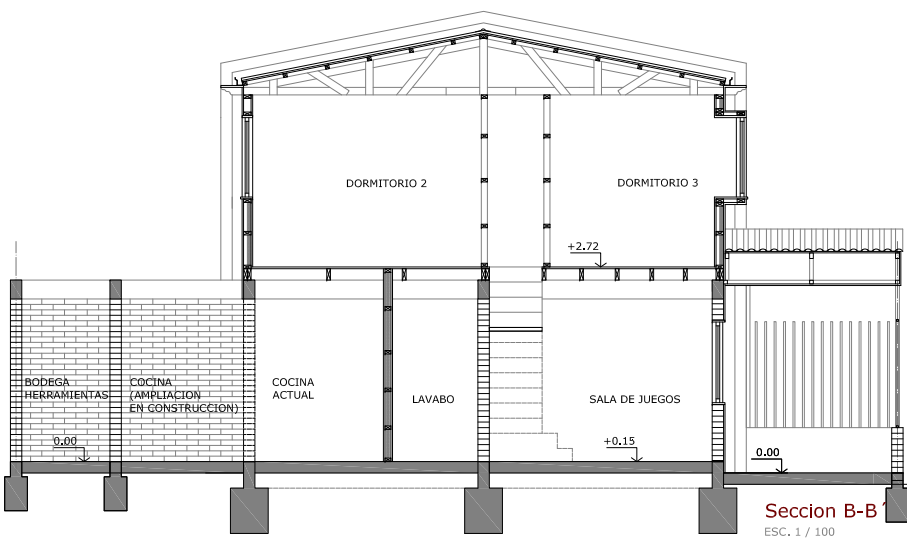 DORMITORIO 2
DORMITORIO 3
+2.72
BODEGA
HERRAMIENTAS
COCINA
(AMPLIACION
EN CONSTRUCCION)
COCINA
ACTUAL
LAVABO
SALA DE JUEGOS
0.00
+0.15
0.00
Seccion B-B´
ESC. 1 / 100